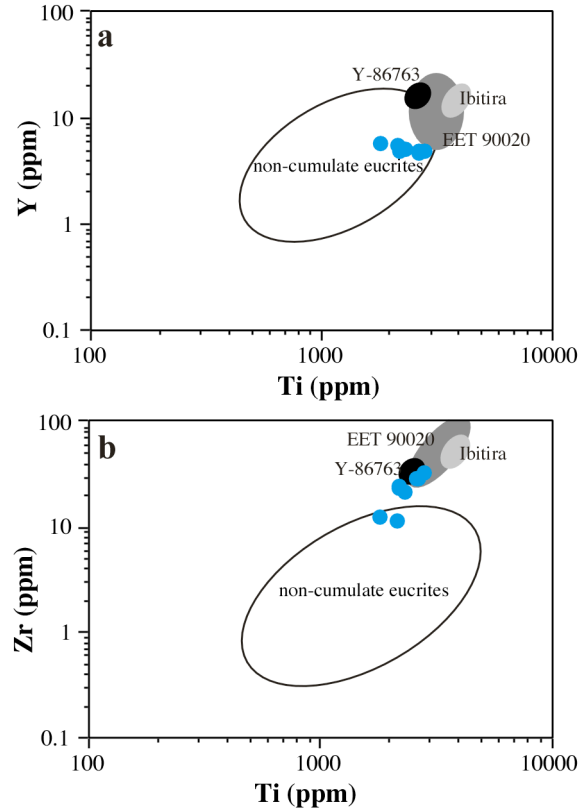 a
100
10
1
0.1
Y (ppm)
Y-86763
Ibitira
EET 90020
non-cumulate eucrites
100
1000
10000
Ti (ppm)
b
100
10
1
0.1
Zr (ppm)
EET 90020
Ibitira
Y-86763
non-cumulate eucrites
100
1000
10000
Ti (ppm)